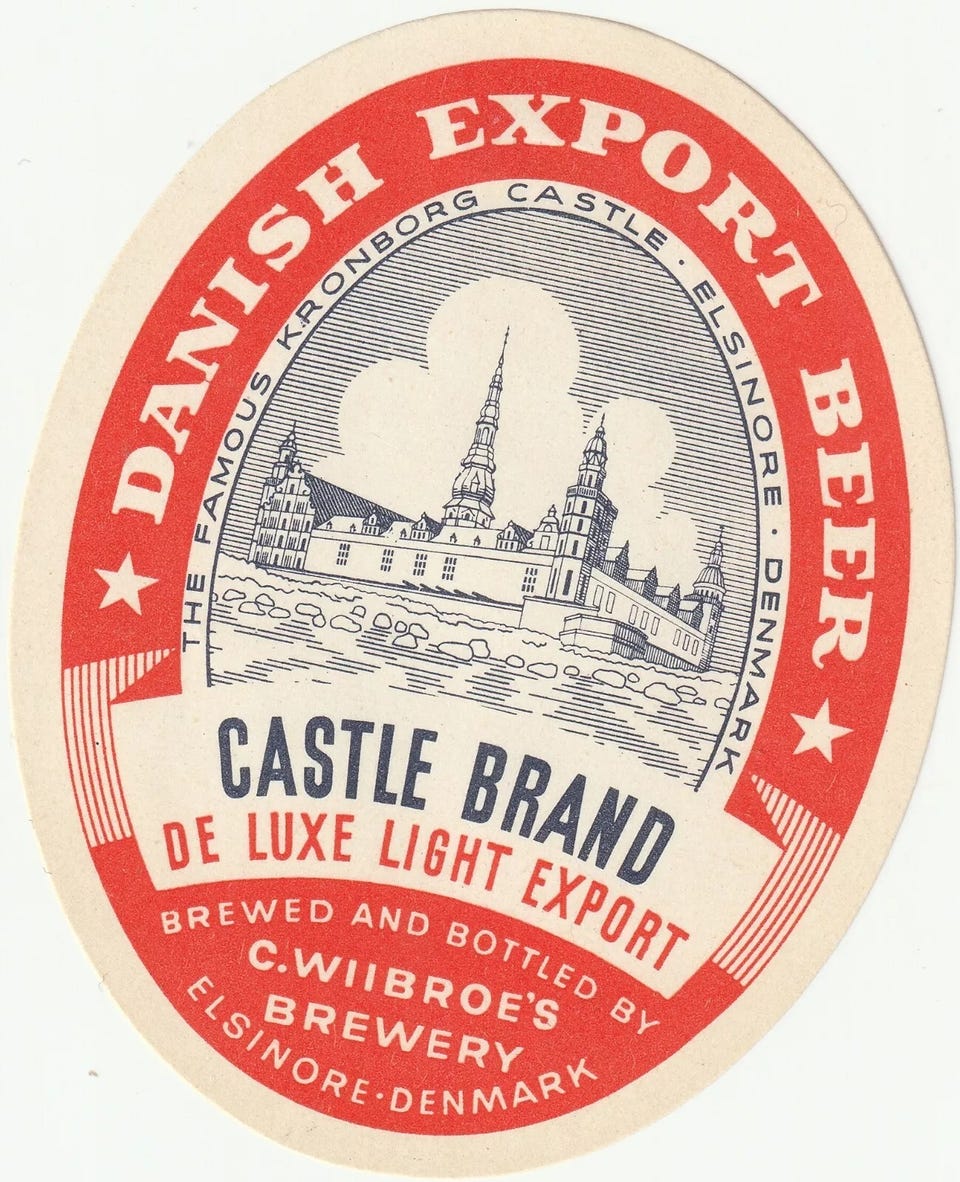 DANISH EXPORT BEER
THE FAMOUS KRONBORG CASTLE · ELSINORE · DENMARK
CASTLE BRAND
DE LUXE LIGHT EXPORT
BREWED AND BOTTLED BY
C.WIIBROE'S
BREWERY
ELSINORE·DENMARK